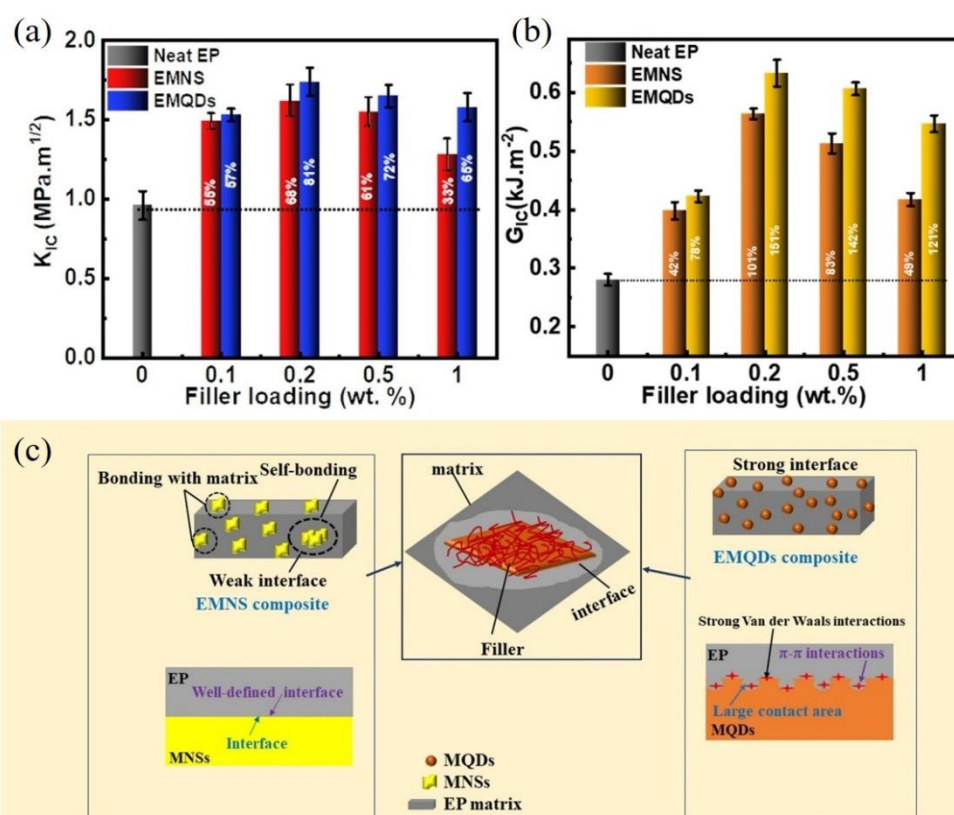 (a)
2.0
1.5
1.0
0.5
0.0
K_IC (MPa.m^1/2)
Neat EP
EMNS
EMQDs
55%
57%
68%
81%
61%
72%
33%
65%
0 0.1 0.2 0.5 1
Filler loading (wt. %)
(b)
0.6
0.5
0.4
0.3
0.2
G_IC(kJ.m^-2)
Neat EP
EMNS
EMQDs
42%
78%
101%
151%
83%
142%
49%
121%
0 0.1 0.2 0.5 1
Filler loading (wt. %)
(c)
Self-bonding
Bonding with matrix
Weak interface
EMNS composite
EP
Well-defined interface
Interface
MNSs
matrix
interface
Filler
MQDs
MNSs
EP matrix
Strong interface
EMQDs composite
Strong Van der Waals interactions
EP
π-π interactions
Large contact area
MQDs